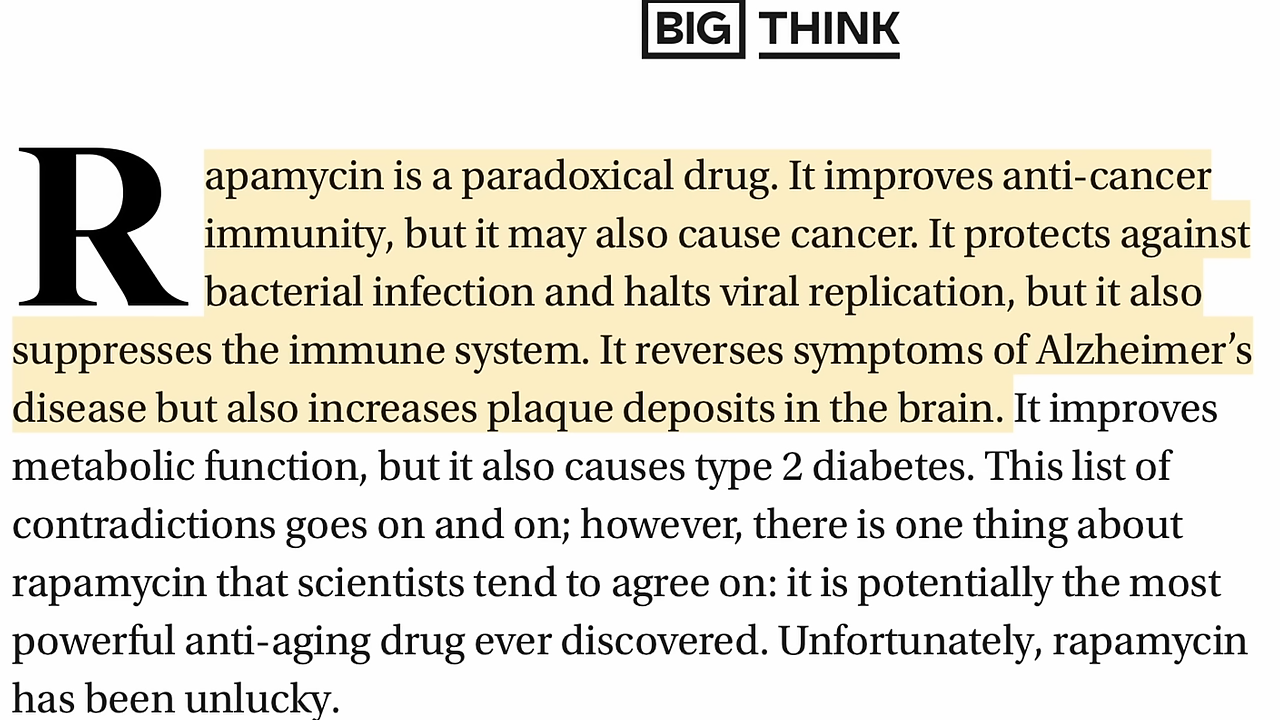 BIG THINK
Rapamycin is a paradoxical drug. It improves anti-cancer
immunity, but it may also cause cancer. It protects against
bacterial infection and halts viral replication, but it also
suppresses the immune system. It reverses symptoms of Alzheimer’s
disease but also increases plaque deposits in the brain. It improves
metabolic function, but it also causes type 2 diabetes. This list of
contradictions goes on and on; however, there is one thing about
rapamycin that scientists tend to agree on: it is potentially the most
powerful anti-aging drug ever discovered. Unfortunately, rapamycin
has been unlucky.